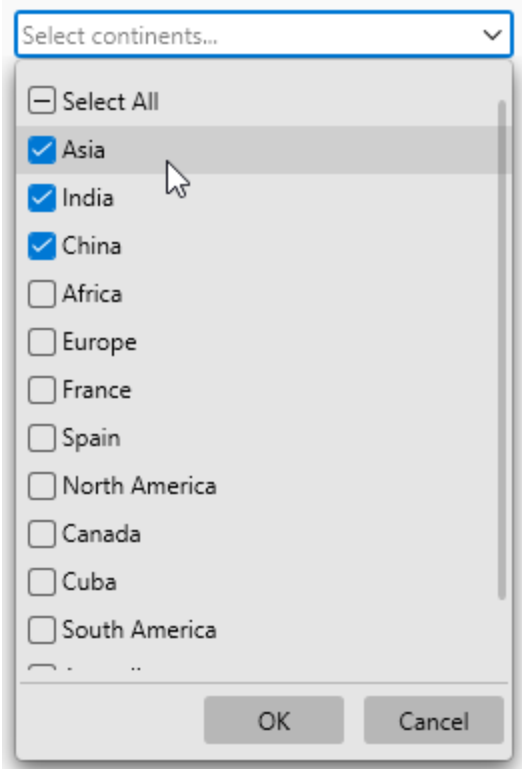 Select continents...
Select All
Asia
India
China
Africa
Europe
France
Spain
North America
Canada
Cuba
South America
OK
Cancel